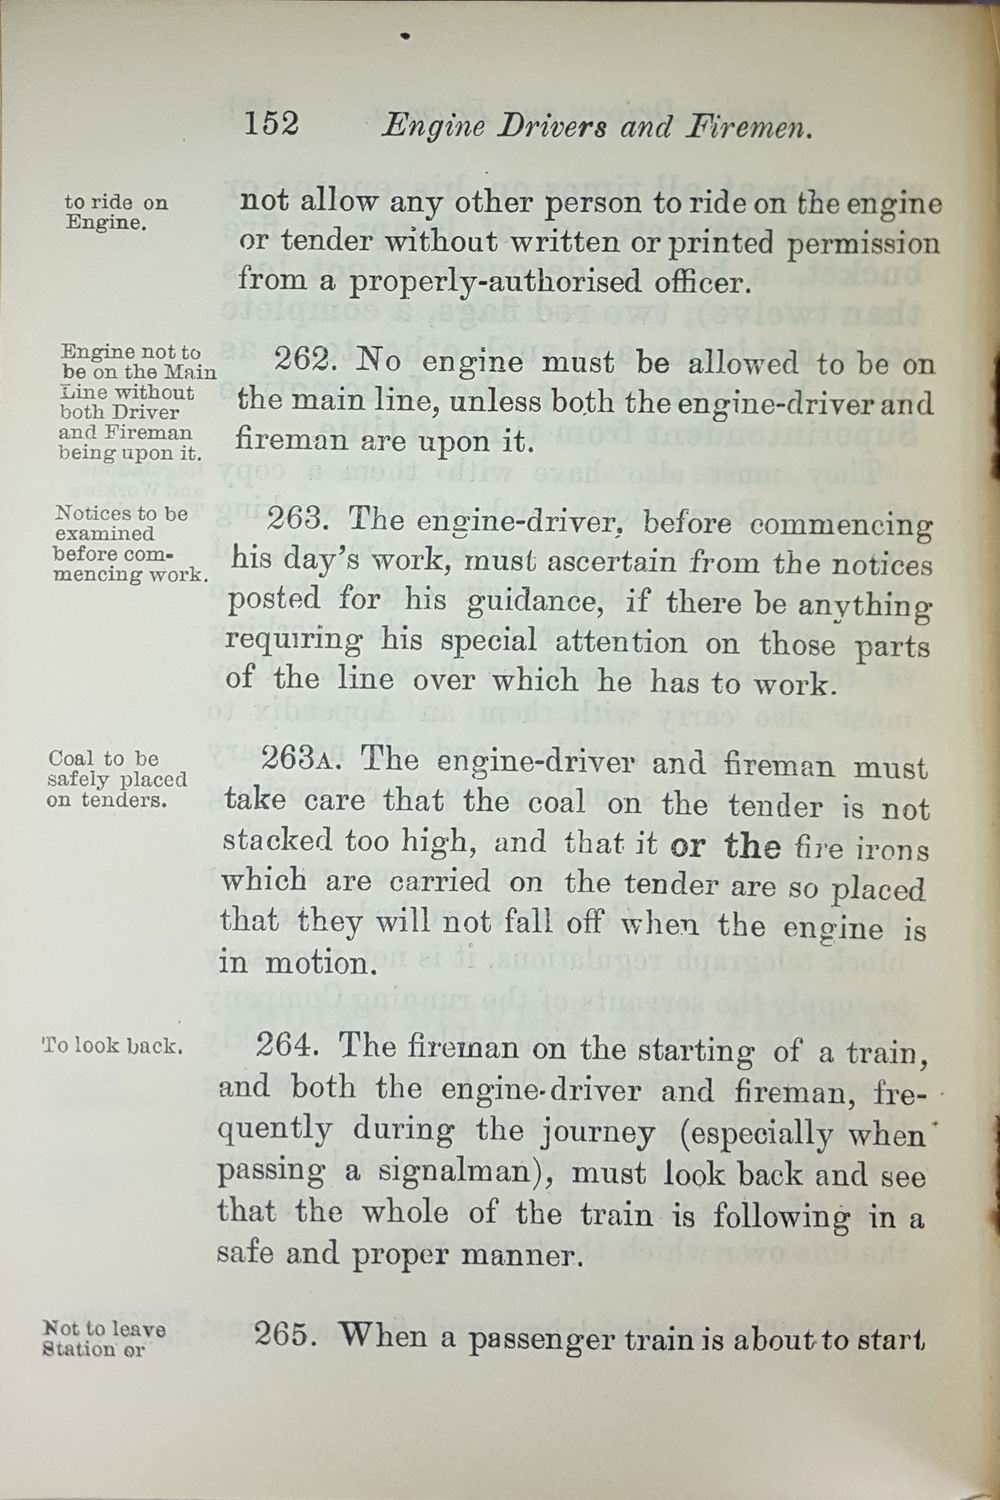 152 Engine Drivers and Firemen.
to ride on
Engine.
not allow any other person to ride on the engine
or tender without written or printed permission
from a properly-authorised officer.
Engine not to
be on the Main
Line without
both Driver
and Fireman
being upon it.
262. No engine must be allowed to be on
the main line, unless both the engine-driver and
fireman are upon it.
Notices to be
examined
before com-
mencing work.
263. The engine-driver, before commencing
his day's work, must ascertain from the notices
posted for his guidance, if there be anything
requiring his special attention on those parts
of the line over which he has to work.
Coal to be
safely placed
on tenders.
263A. The engine-driver and fireman must
take care that the coal on the tender is not
stacked too high, and that it or the fire irons
which are carried on the tender are so placed
that they will not fall off when the engine is
in motion.
To look back.
264. The fireman on the starting of a train,
and both the engine-driver and fireman, fre-
quently during the journey (especially when
passing a signalman), must look back and see
that the whole of the train is following in a
safe and proper manner.
Not to leave
Station or
265. When a passenger train is about to start